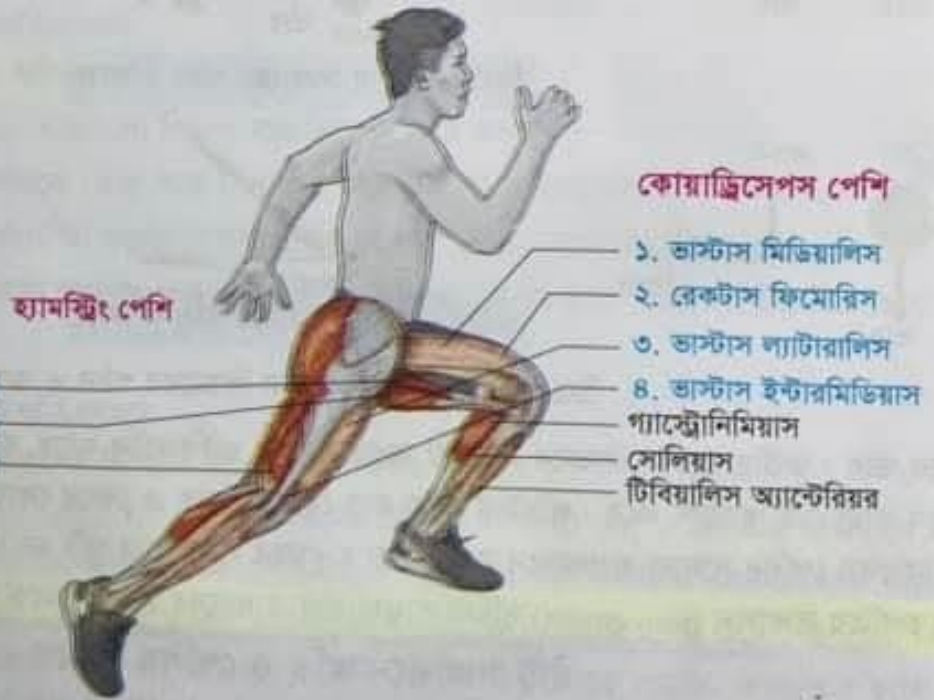 কোয়াড্রিসেপস পেশি
১. ভাস্টাস মিডিয়ালিস
হ্যামস্ট্রিং পেশি
২. রেকটাস ফিমোরিস
৩. ভাস্টাস ল্যাটারালিস
৪. ভাস্টাস ইন্টারমিডিয়াস
গ্যাস্ট্রোনিমিয়াস
সোলিয়াস
টিবিয়ালিস অ্যান্টেরিয়র